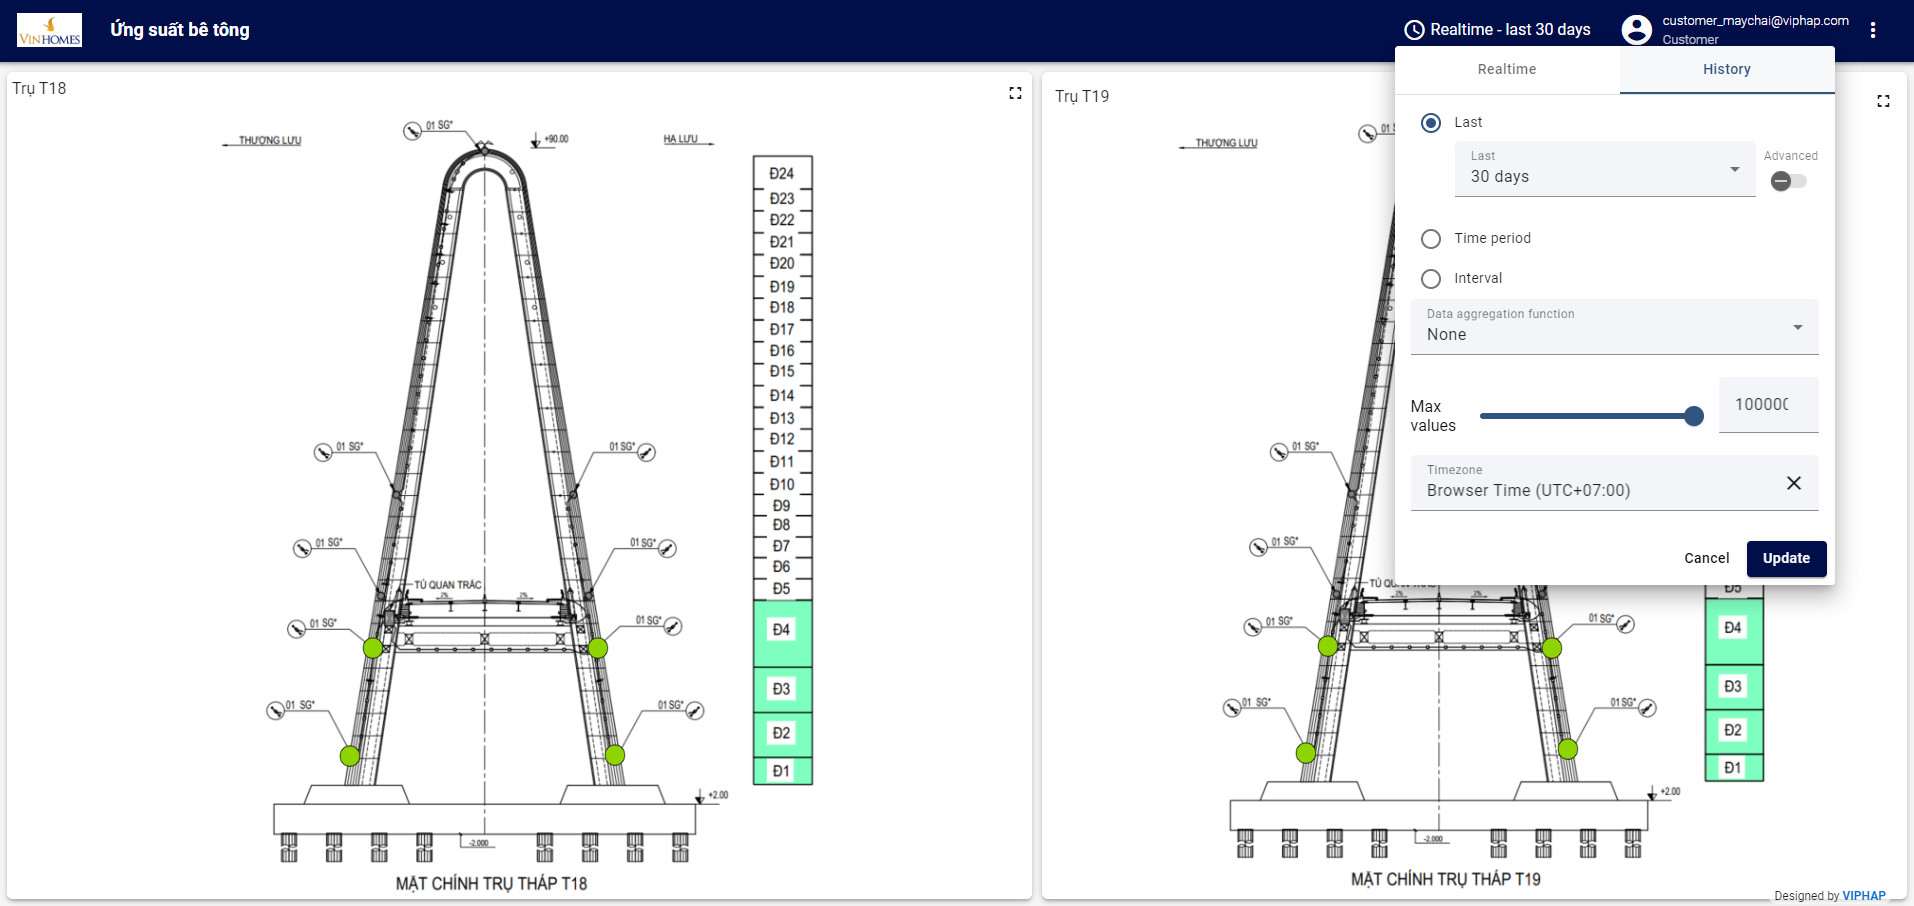 VINHOMES
Ứng suất bê tông
Realtime - last 30 days
customer_maychai@viphap.com
Customer
Trụ T18
THƯỢNG LƯU
01 SG*
+90.00
HẠ LƯU
Đ24
Đ23
Đ22
Đ21
Đ20
Đ19
Đ18
Đ17
Đ16
Đ15
Đ14
Đ13
Đ12
Đ11
Đ10
Đ9
Đ8
Đ7
Đ6
Đ5
Đ4
Đ3
Đ2
Đ1
01 SG*
01 SG*
01 SG*
01 SG*
TỦ QUAN TRẮC
2%
2%
01 SG*
01 SG*
01 SG*
01 SG*
+2.00
-2.000
MẶT CHÍNH TRỤ THÁP T18
Trụ T19
THƯỢNG LƯU
01
01 SG*
01 SG*
TỦ QU
2%
2%
01 SG*
01 SG*
01 SG*
01 SG*
Đ5
Đ4
Đ3
Đ2
Đ1
+2.00
-2.000
MẶT CHÍNH TRỤ THÁP T19
Realtime
History
Last
Last
30 days
Advanced
Time period
Interval
Data aggregation function
None
Max
values
100000
Timezone
Browser Time (UTC+07:00)
Cancel
Update
Designed by VIPHAP